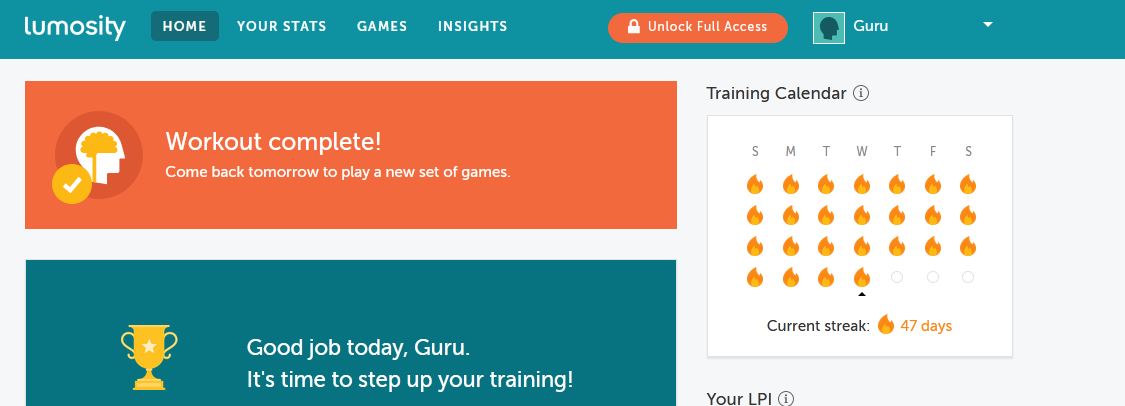 lumosity HOME YOUR STATS GAMES INSIGHTS Unlock Full Access Guru
Workout complete!
Come back tomorrow to play a new set of games.
Good job today, Guru.
It's time to step up your training!
Training Calendar
S M T W T F S
Current streak: 47 days
Your LPI